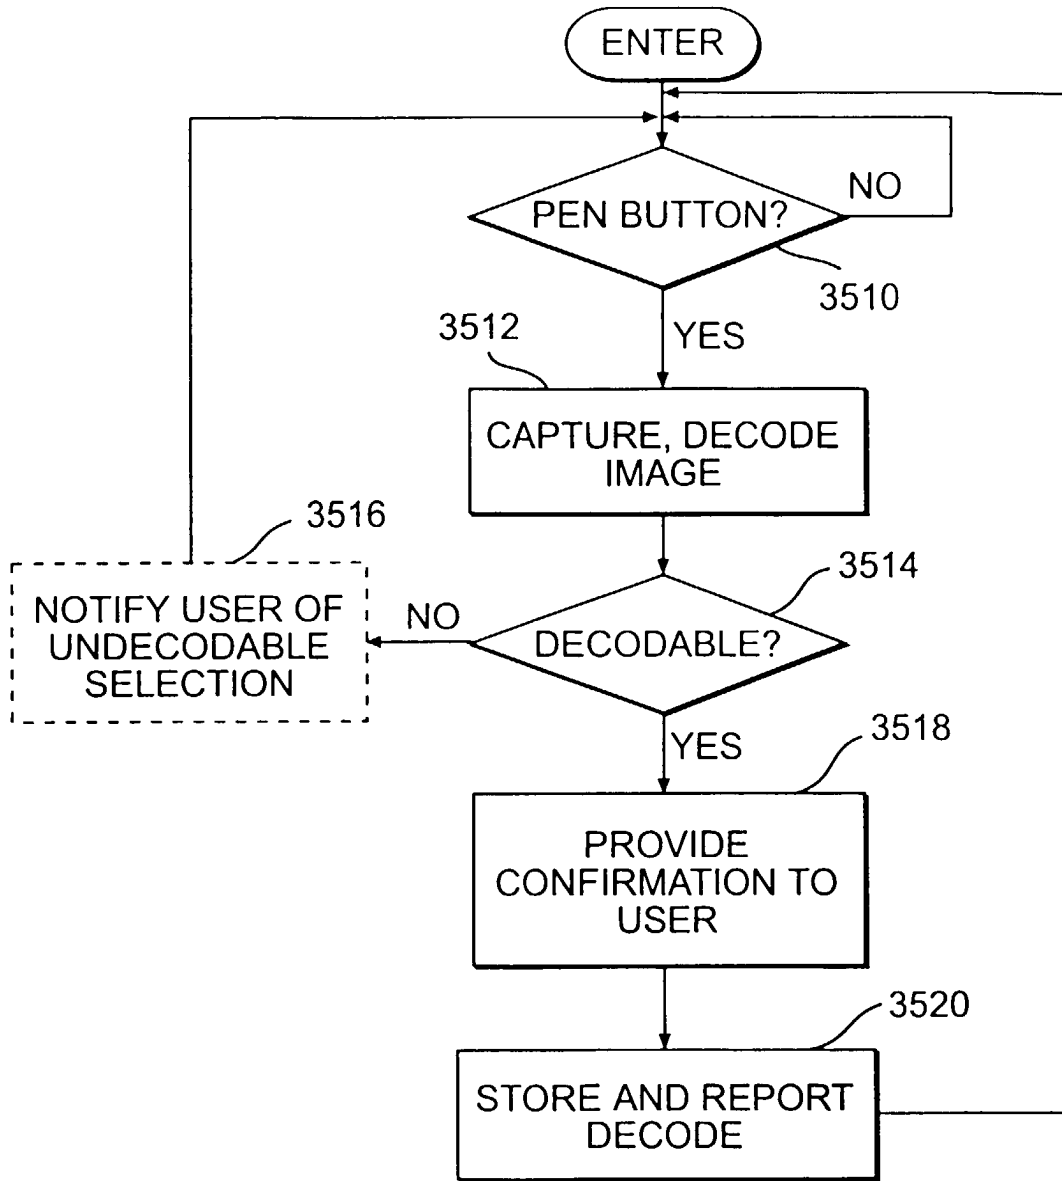 ENTER
PEN BUTTON?
NO
3510
YES
3512
CAPTURE, DECODE
IMAGE
3516
NOTIFY USER OF
UNDECODABLE
SELECTION
NO
3514
DECODABLE?
YES
3518
PROVIDE
CONFIRMATION TO
USER
3520
STORE AND REPORT
DECODE